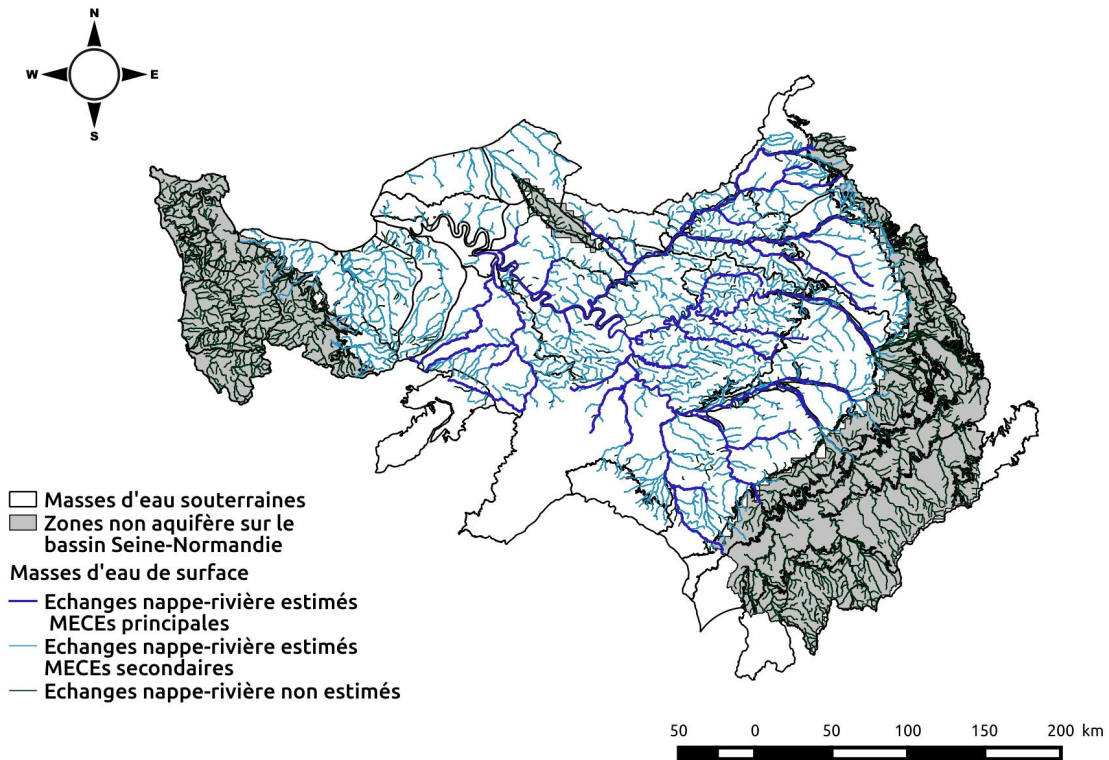 N
W E
S
Masses d'eau souterraines
Zones non aquifère sur le
bassin Seine-Normandie
Masses d'eau de surface
Echanges nappe-rivière estimés
MECEs principales
Echanges nappe-rivière estimés
MECEs secondaires
Echanges nappe-rivière non estimés
50 0 50 100 150 200 km